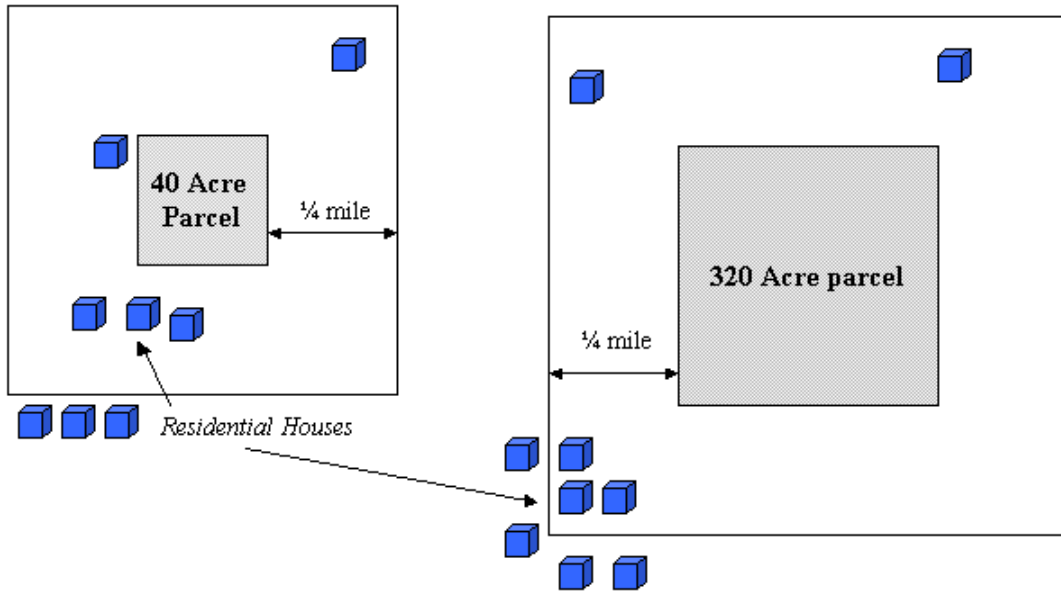 40 Acre
Parcel
¼ mile
320 Acre parcel
¼ mile
Residential Houses